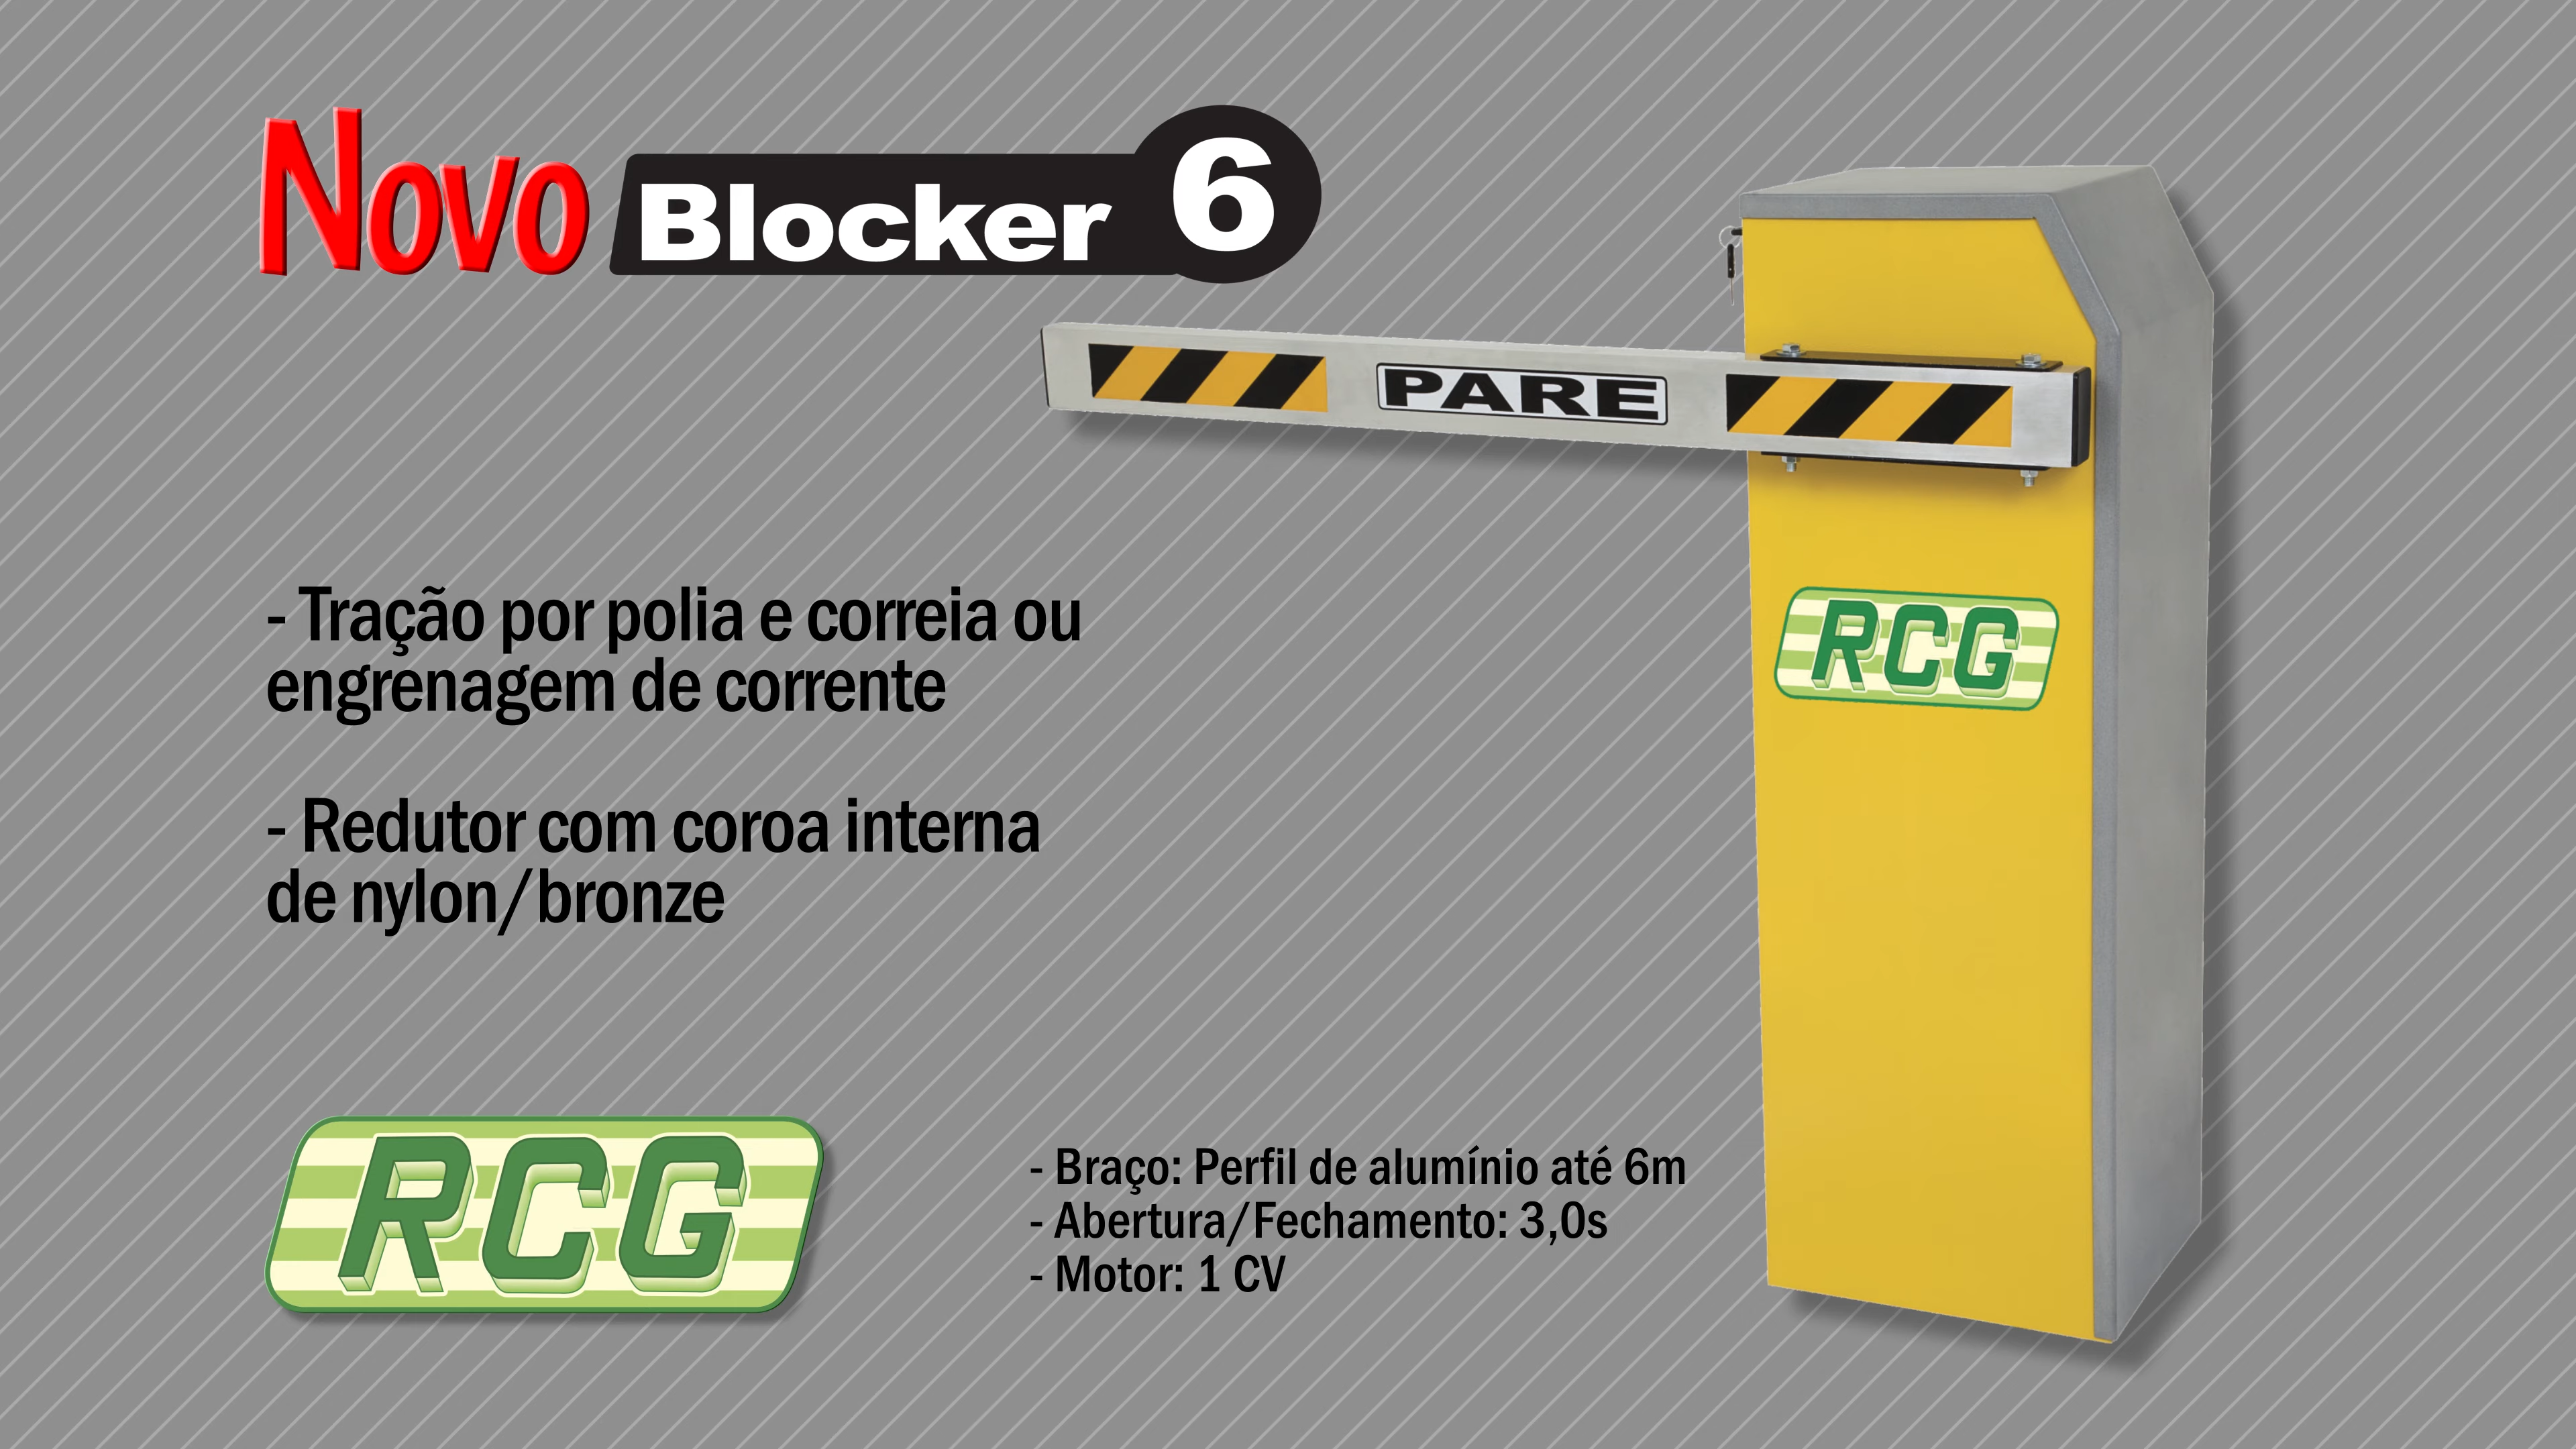 Novo Blocker 6
PARE
- Tração por polia e correia ou
engrenagem de corrente
RCG
- Redutor com coroa interna
de nylon/bronze
RCG
- Braço: Perfil de alumínio até 6m
- Abertura/Fechamento: 3,0s
- Motor: 1 CV